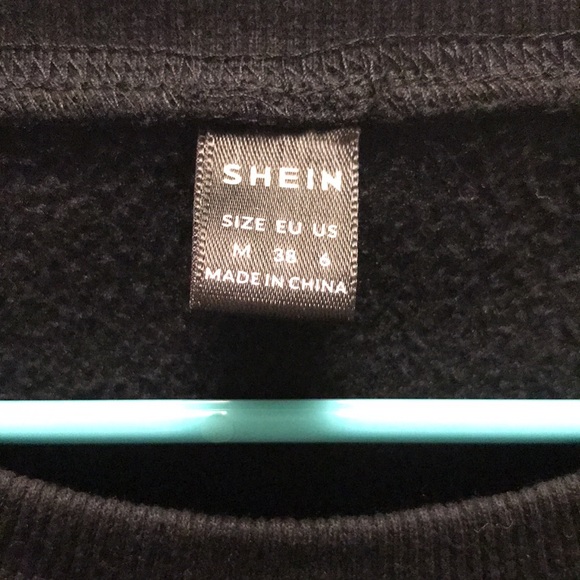 SHEIN
SIZE EU US
M 38 6
MADE IN CHINA